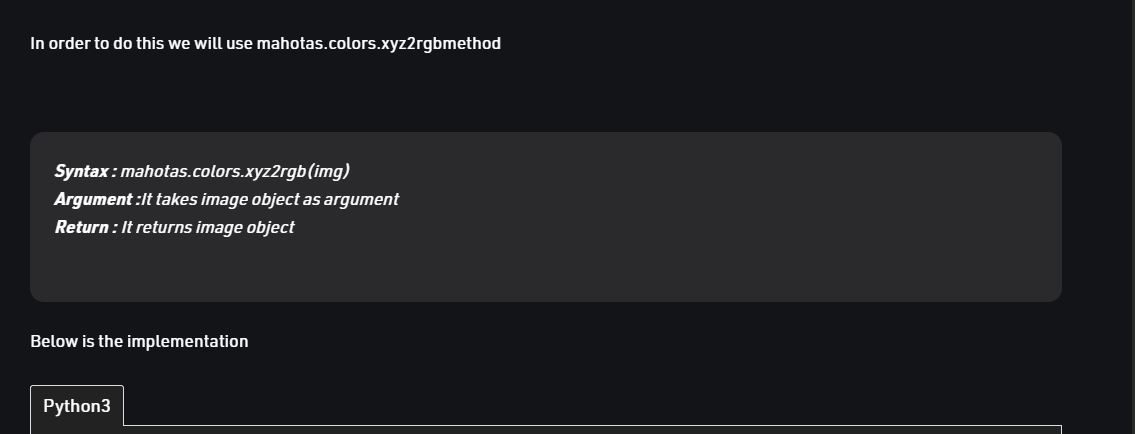 In order to do this we will use mahotas.colors.xyz2rgbmethod
Syntax : mahotas.colors.xyz2rgb(img)
Argument :It takes image object as argument
Return : It returns image object
Below is the implementation
Python3